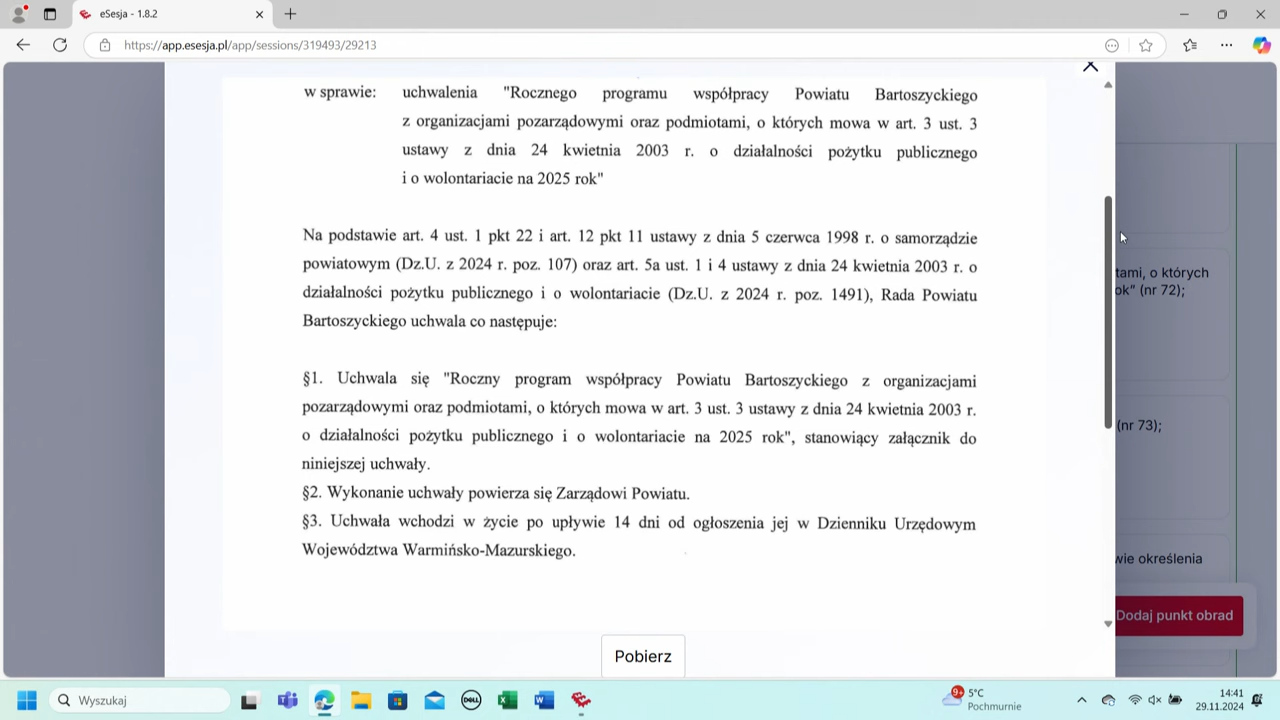 eSesja - 1.8.2
https://app.esesja.pl/app/sessions/319493/29213
w sprawie: uchwalenia "Rocznego programu współpracy Powiatu Bartoszyckiego
z organizacjami pozarządowymi oraz podmiotami, o których mowa w art. 3 ust. 3
ustawy z dnia 24 kwietnia 2003 r. o działalności pożytku publicznego
i o wolontariacie na 2025 rok"
Na podstawie art. 4 ust. 1 pkt 22 i art. 12 pkt 11 ustawy z dnia 5 czerwca 1998 r. o samorządzie
powiatowym (Dz.U. z 2024 r. poz. 107) oraz art. 5a ust. 1 i 4 ustawy z dnia 24 kwietnia 2003 r. o
działalności pożytku publicznego i o wolontariacie (Dz.U. z 2024 r. poz. 1491), Rada Powiatu
Bartoszyckiego uchwala co następuje:
§1. Uchwala się "Roczny program współpracy Powiatu Bartoszyckiego z organizacjami
pozarządowymi oraz podmiotami, o których mowa w art. 3 ust. 3 ustawy z dnia 24 kwietnia 2003 r.
o działalności pożytku publicznego i o wolontariacie na 2025 rok", stanowiący załącznik do
niniejszej uchwały.
§2. Wykonanie uchwały powierza się Zarządowi Powiatu.
§3. Uchwała wchodzi w życie po upływie 14 dni od ogłoszenia jej w Dzienniku Urzędowym
Województwa Warmińsko-Mazurskiego.
Pobierz
tami, o których
ok" (nr 72);
(nr 73);
wie określenia
Dodaj punkt obrad
Wyszukaj
DELL
9+
5°C
Pochmurnie
14:41
29.11.2024